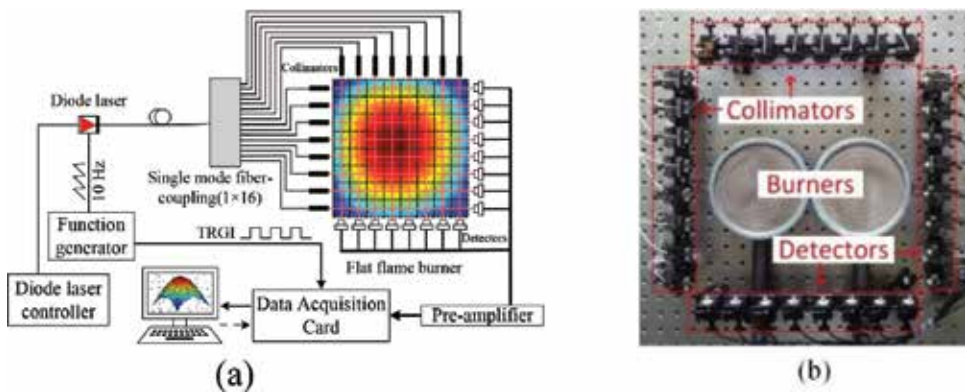 Collimators
Diode laser
10 Hz
Single mode fiber-
coupling(1×16)
Function
generator
TRGI
Detectors
Flat flame burner
Diode laser
controller
Data Acquisition
Card
Pre-amplifier
(a)
Collimators
Burners
Detectors
(b)